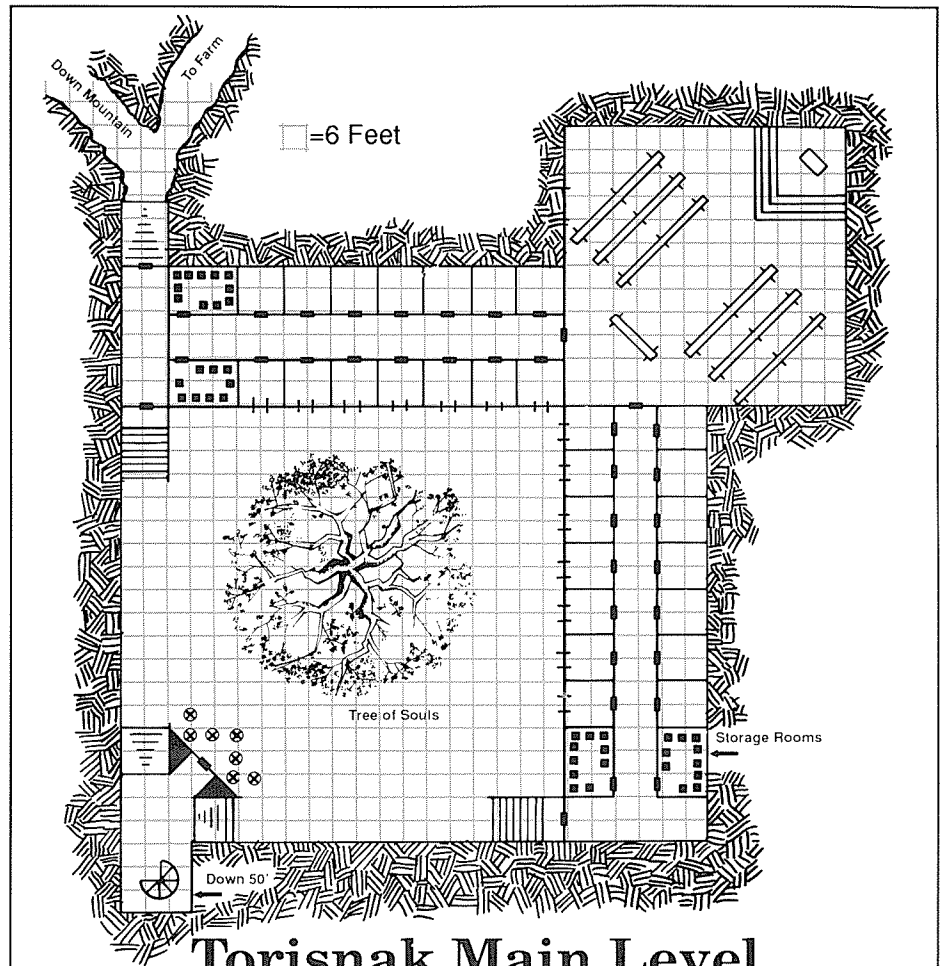 Down Mountain
To Farm
=6 Feet
Tree of Souls
Storage Rooms
Down 50'
Torisnak Main Level